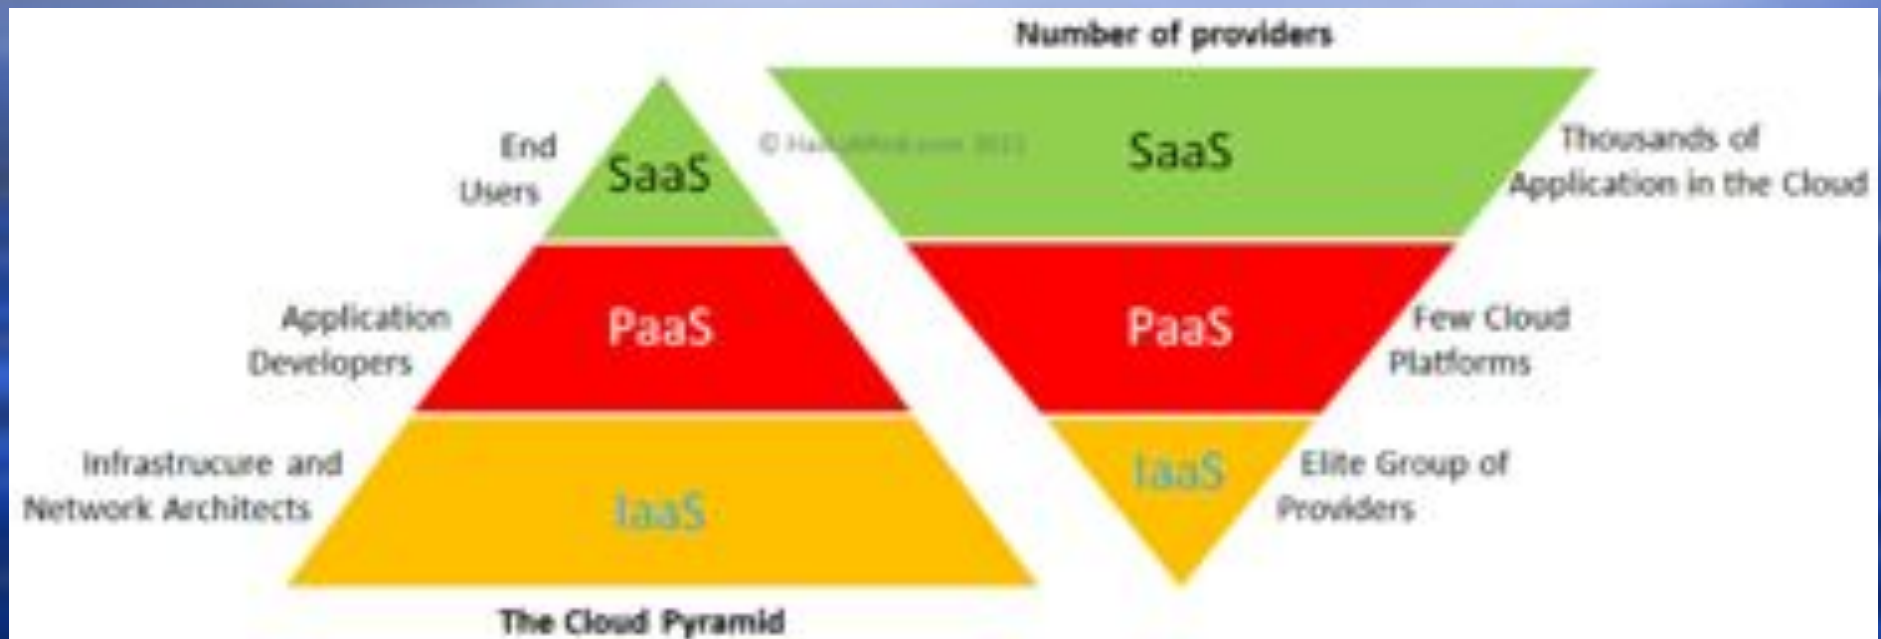 Number of providers
End
Users
SaaS
Application
Developers
PaaS
Infrastrucure and
Network Architects
IaaS
The Cloud Pyramid
©
SaaS
Thousands of
Application in the Cloud
PaaS
Few Cloud
Platforms
IaaS
Elite Group of
Providers